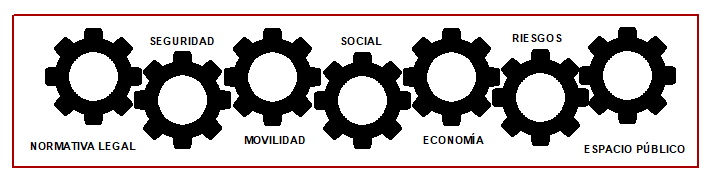 NORMATIVA LEGAL
SEGURIDAD
MOVILIDAD
SOCIAL
ECONOMÍA
RIESGOS
ESPACIO PÚBLICO